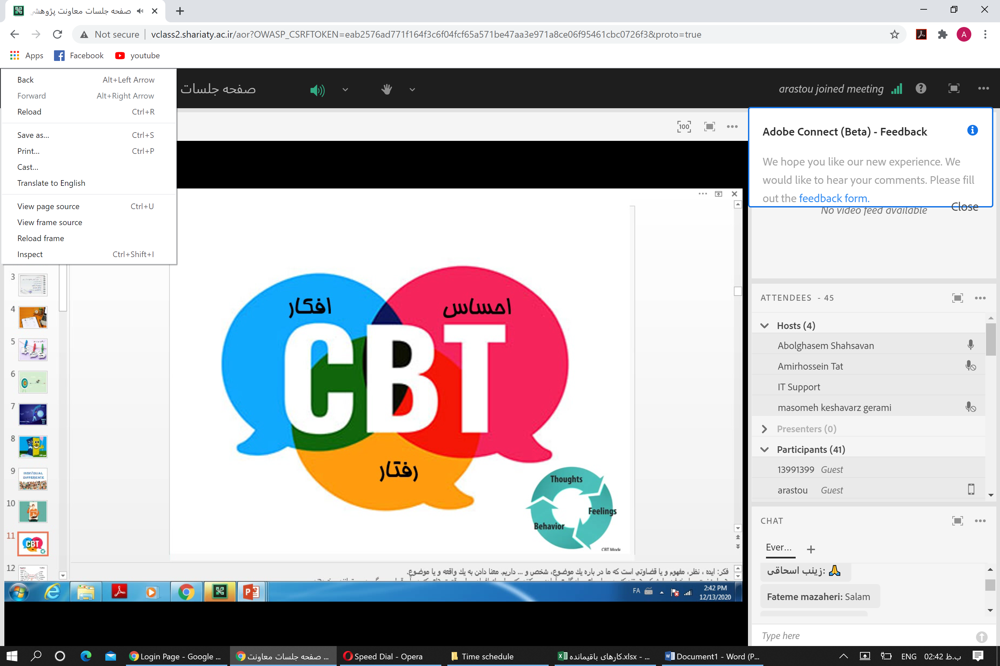 صفحه جلسات معاونت پژوهشی
Not secure
vclass2.shariaty.ac.ir/aor?OWASP_CSRFTOKEN=eab2576ad771f164f3c6f04fcf65a571be47aa3e971a8ce06f95461cbc0726f3&proto=true
A
Apps
Facebook
youtube
Back Alt+Left Arrow
Forward Alt+Right Arrow
Reload Ctrl+R
Save as... Ctrl+S
Print... Ctrl+P
Cast...
Translate to English
View page source Ctrl+U
View frame source
Reload frame
Inspect Ctrl+Shift+I
صفحه جلسات
arastou joined meeting
100
Adobe Connect (Beta) - Feedback
We hope you like our new experience. We
would like to hear your comments. Please fill
out the feedback form.
Close
No video feed available
3
4
5
6
7
8
9
INDIVIDUAL
DIFFERENCE
10
11
CBT
12
افکار
احساس
CBT
رفتار
Thoughts
Feelings
Behavior
فکر: ایده ، نظر، مفهوم و یا قضاوتي است که ما در باره یك موضوع، شخص و ... داریم. معنا دادن به یك واقعه و یا موضوع.
FA
2:42 PM
12/13/2020
ATTENDEES - 45
Hosts (4)
Abolghasem Shahsavan
Amirhossein Tat
IT Support
masomeh keshavarz gerami
Presenters (0)
Participants (41)
13991399 Guest
arastou Guest
CHAT
Ever...
زینب اسحاقی: 🙏
Fateme mazaheri: Salam
Type here
Login Page - Google ...
صفحه جلسات معاونت ...
Speed Dial - Opera
Time schedule
کارهای باقیمانده.xlsx - ...
Document1 - Word (P...
ENG
02:42 ب.ظ